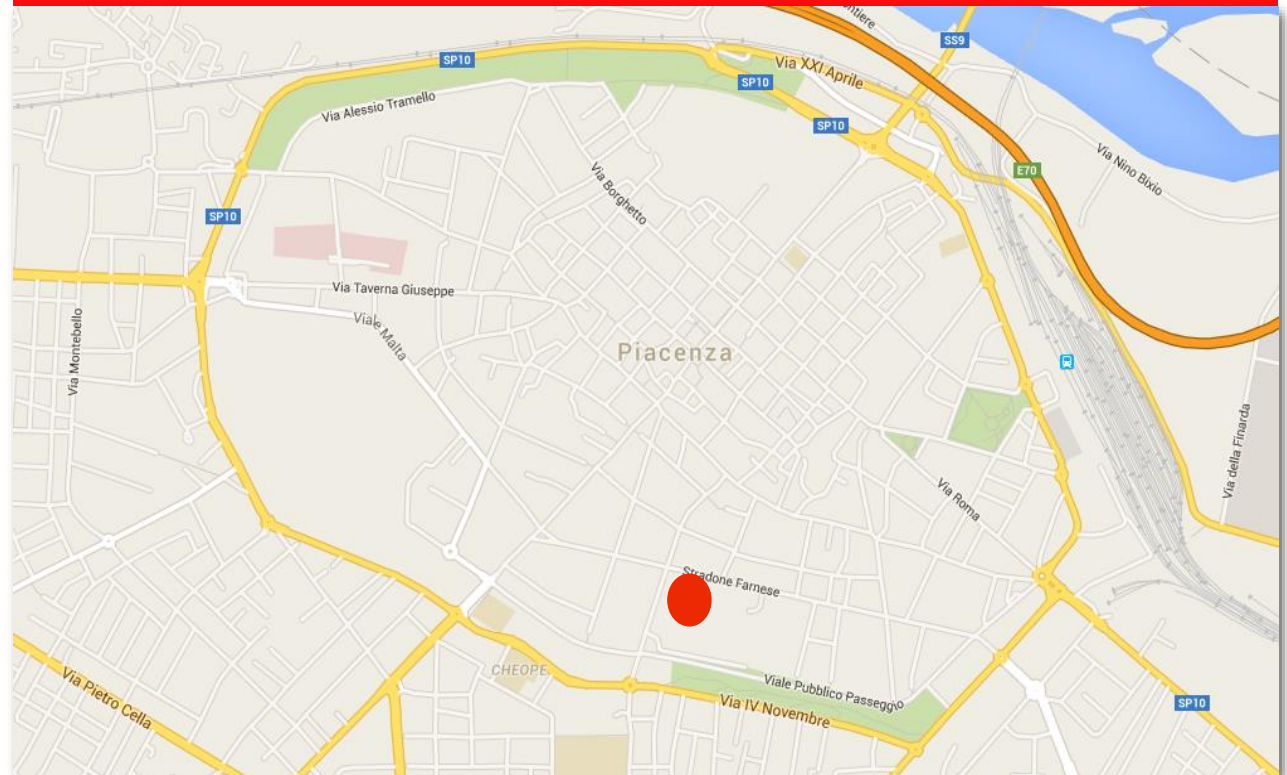 SS9
SP10
Via XXI Aprile
SP10
Via Alessio Tramello
SP10
Via Nino Bixio
E70
Via Borghetto
SP10
Via Taverna Giuseppe
Viale Malta
Via Montebello
Piacenza
Via della Finarda
Via Roma
Stradone Farnese
CHEOPE
Viale Pubblico Passeggio
Via Pietro Cella
Via IV Novembre
SP10